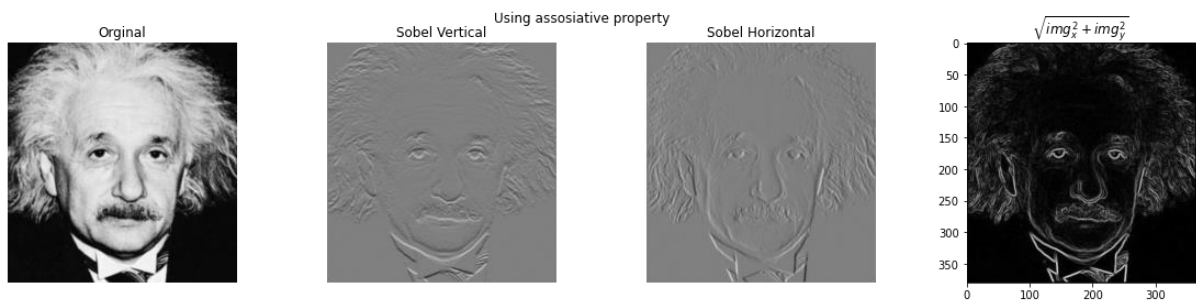 Using assosiative property
Orginal
Sobel Vertical
Sobel Horizontal
$\sqrt{img_x^2 + img_y^2}$
0
50
100
150
200
250
300
350
0
100
200
300